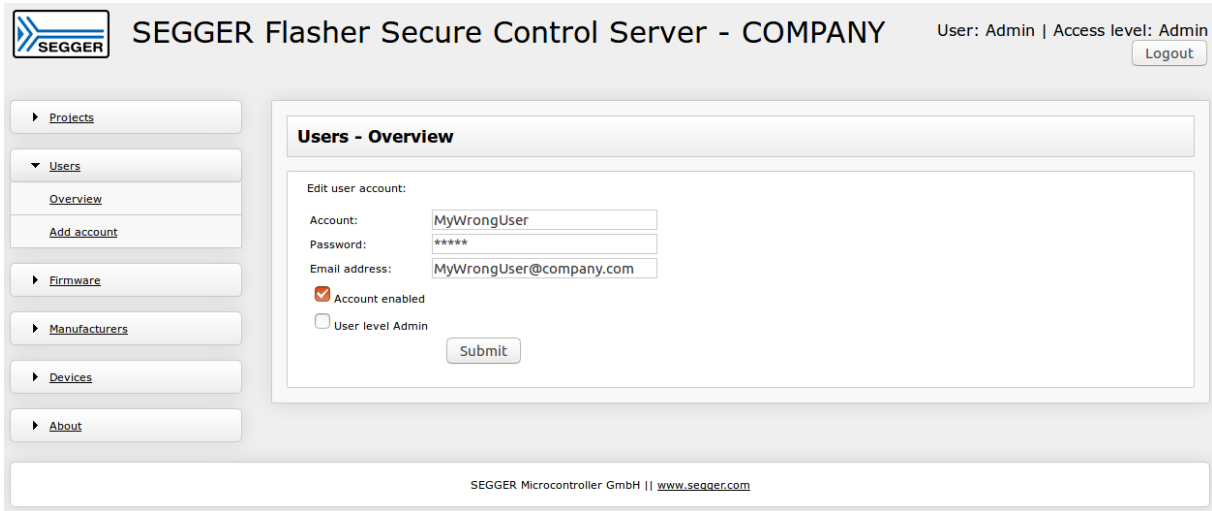 SEGGER
SEGGER Flasher Secure Control Server - COMPANY
User: Admin | Access level: Admin
Logout
Projects
Users
Overview
Add account
Firmware
Manufacturers
Devices
About
Users - Overview
Edit user account:
Account: MyWrongUser
Password: *****
Email address: MyWrongUser@company.com
Account enabled
User level Admin
Submit
SEGGER Microcontroller GmbH || www.segger.com